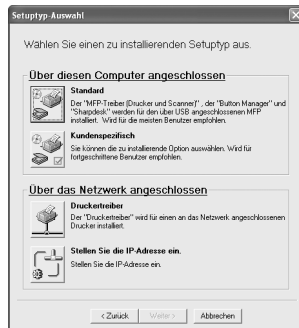 Setuptyp-Auswahl
Wählen Sie einen zu installierenden Setuptyp aus.
Über diesen Computer angeschlossen
Standard
Der "MFP-Treiber (Drucker und Scanner)", der "Button Manager" und
"Sharpdesk" werden für den über USB angeschlossenen MFP
installiert. Wird für die meisten Benutzer empfohlen.
Kundenspezifisch
Sie können die zu installierende Option auswählen. Wird für
fortgeschrittene Benutzer empfohlen.
Über das Netzwerk angeschlossen
Druckertreiber
Der "Druckertreiber" wird für einen an das Netzwerk angeschlossenen
Drucker installiert.
Stellen Sie die IP-Adresse ein.
Stellen Sie die IP-Adresse ein.
< Zurück
Weiter >
Abbrechen